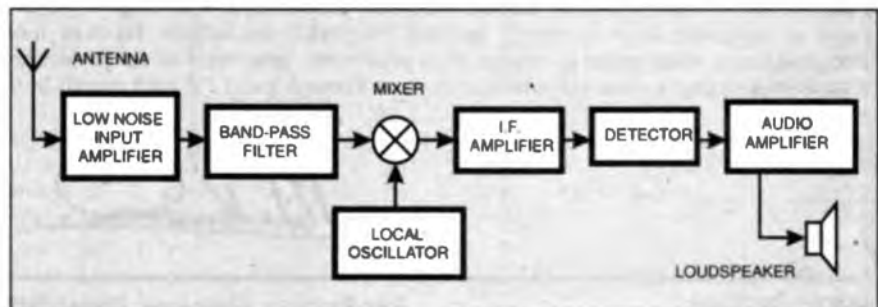 ANTENNA
LOW NOISE
INPUT
AMPLIFIER
BAND-PASS
FILTER
MIXER
LOCAL
OSCILLATOR
I.F.
AMPLIFIER
DETECTOR
AUDIO
AMPLIFIER
LOUDSPEAKER